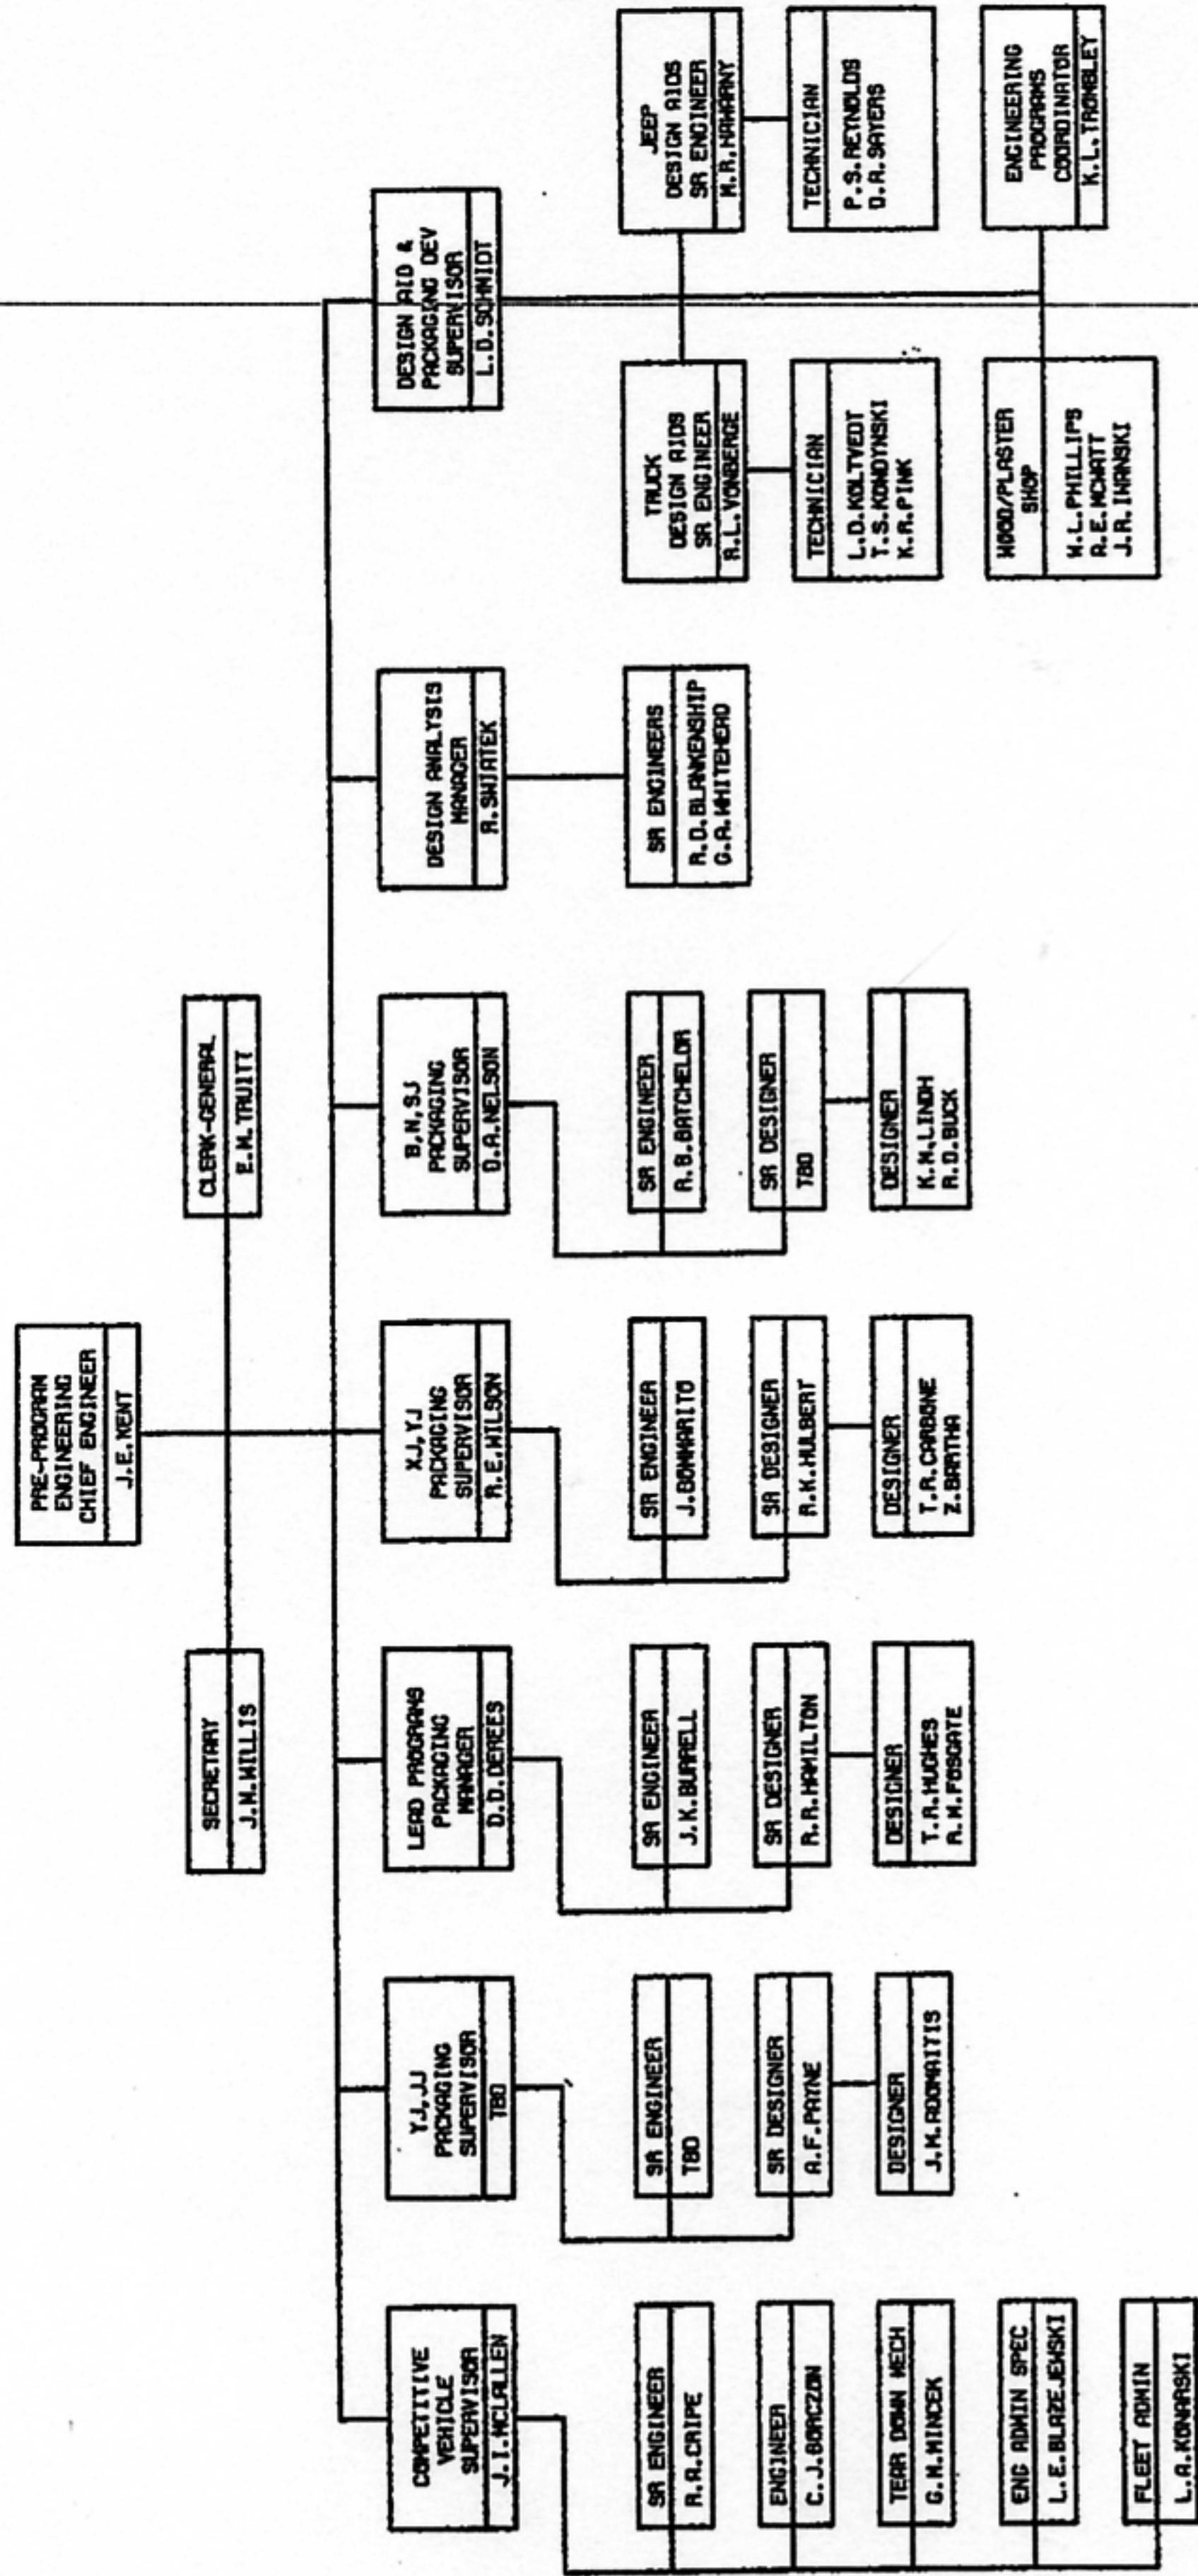 PRE-PROGRAM
ENGINEERING
CHIEF ENGINEER
J.E.KENT
SECRETARY
J.M.WILLIS
CLERK-GENERAL
E.M.TRUITT
COMPETITIVE
VEHICLE
SUPERVISOR
J.I.MCLALLEN
SR ENGINEER
R.A.CRIPE
ENGINEER
C.J.BORCZON
TEAR DOWN MECH
G.M.MINCEK
ENG ADMIN SPEC
L.E.BLAZEJEWSKI
FLEET ADMIN
L.A.KONARSKI
YJ,JJ
PACKAGING
SUPERVISOR
TBD
SR ENGINEER
TBD
SR DESIGNER
A.F.PAYNE
DESIGNER
J.M.ADOMAITIS
LEAD PROGRAMS
PACKAGING
MANAGER
D.D.DEREES
SR ENGINEER
J.K.BURRELL
SR DESIGNER
R.R.HAMILTON
DESIGNER
T.A.HUGHES
R.M.FOSGATE
XJ,YJ
PACKAGING
SUPERVISOR
R.E.WILSON
SR ENGINEER
J.BOMMARITO
SR DESIGNER
R.K.HULBERT
DESIGNER
T.R.CARBONE
Z.BARTHA
B,N,SJ
PACKAGING
SUPERVISOR
D.A.NELSON
SR ENGINEER
R.B.BATCHELOR
SR DESIGNER
TBD
DESIGNER
K.M.LINDH
R.D.BUCK
DESIGN ANALYSIS
MANAGER
R.SWIATEK
SR ENGINEERS
R.D.BLANKENSHIP
G.A.WHITEHEAD
DESIGN AID &
PACKAGING DEV
SUPERVISOR
L.D.SCHMIDT
TRUCK
DESIGN AIDS
SR ENGINEER
R.L.VONBERGE
TECHNICIAN
L.D.KOLTVEDT
T.S.KONDYNSKI
K.R.PINK
WOOD/PLASTER
SHOP
W.L.PHILLIPS
R.E.MCWATT
J.R.IWANSKI
JEEP
DESIGN AIDS
SR ENGINEER
M.R.HAWARNY
TECHNICIAN
P.S.REYNOLDS
D.R.SAYERS
ENGINEERING
PROGRAMS
COORDINATOR
K.L.TROMBLEY